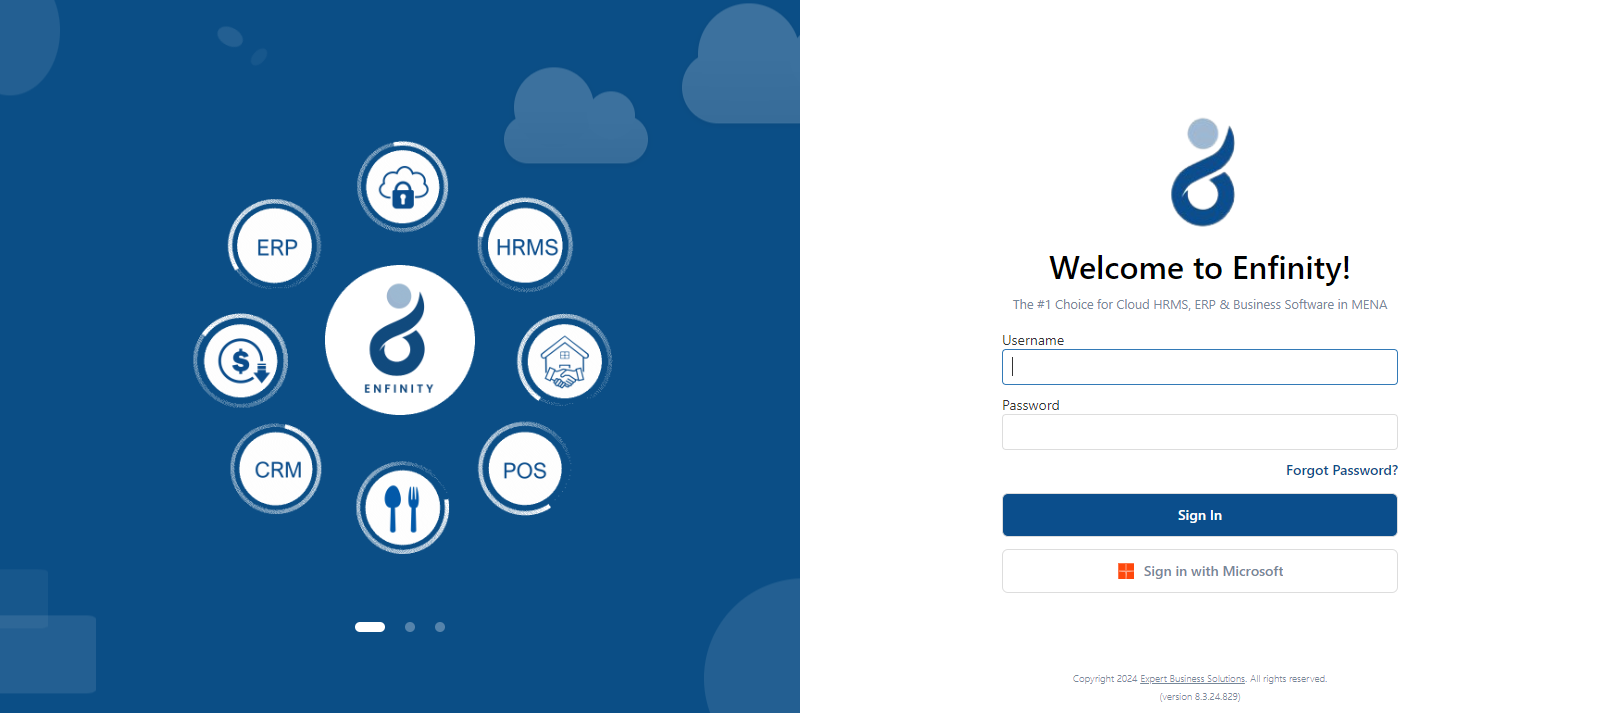 ERP
HRMS
$
ENFINITY
CRM
POS
Welcome to Enfinity!
The #1 Choice for Cloud HRMS, ERP & Business Software in MENA
Username
Password
Forgot Password?
Sign In
Sign in with Microsoft
Copyright 2024 Expert Business Solutions. All rights reserved.
(version 8.3.24.829)